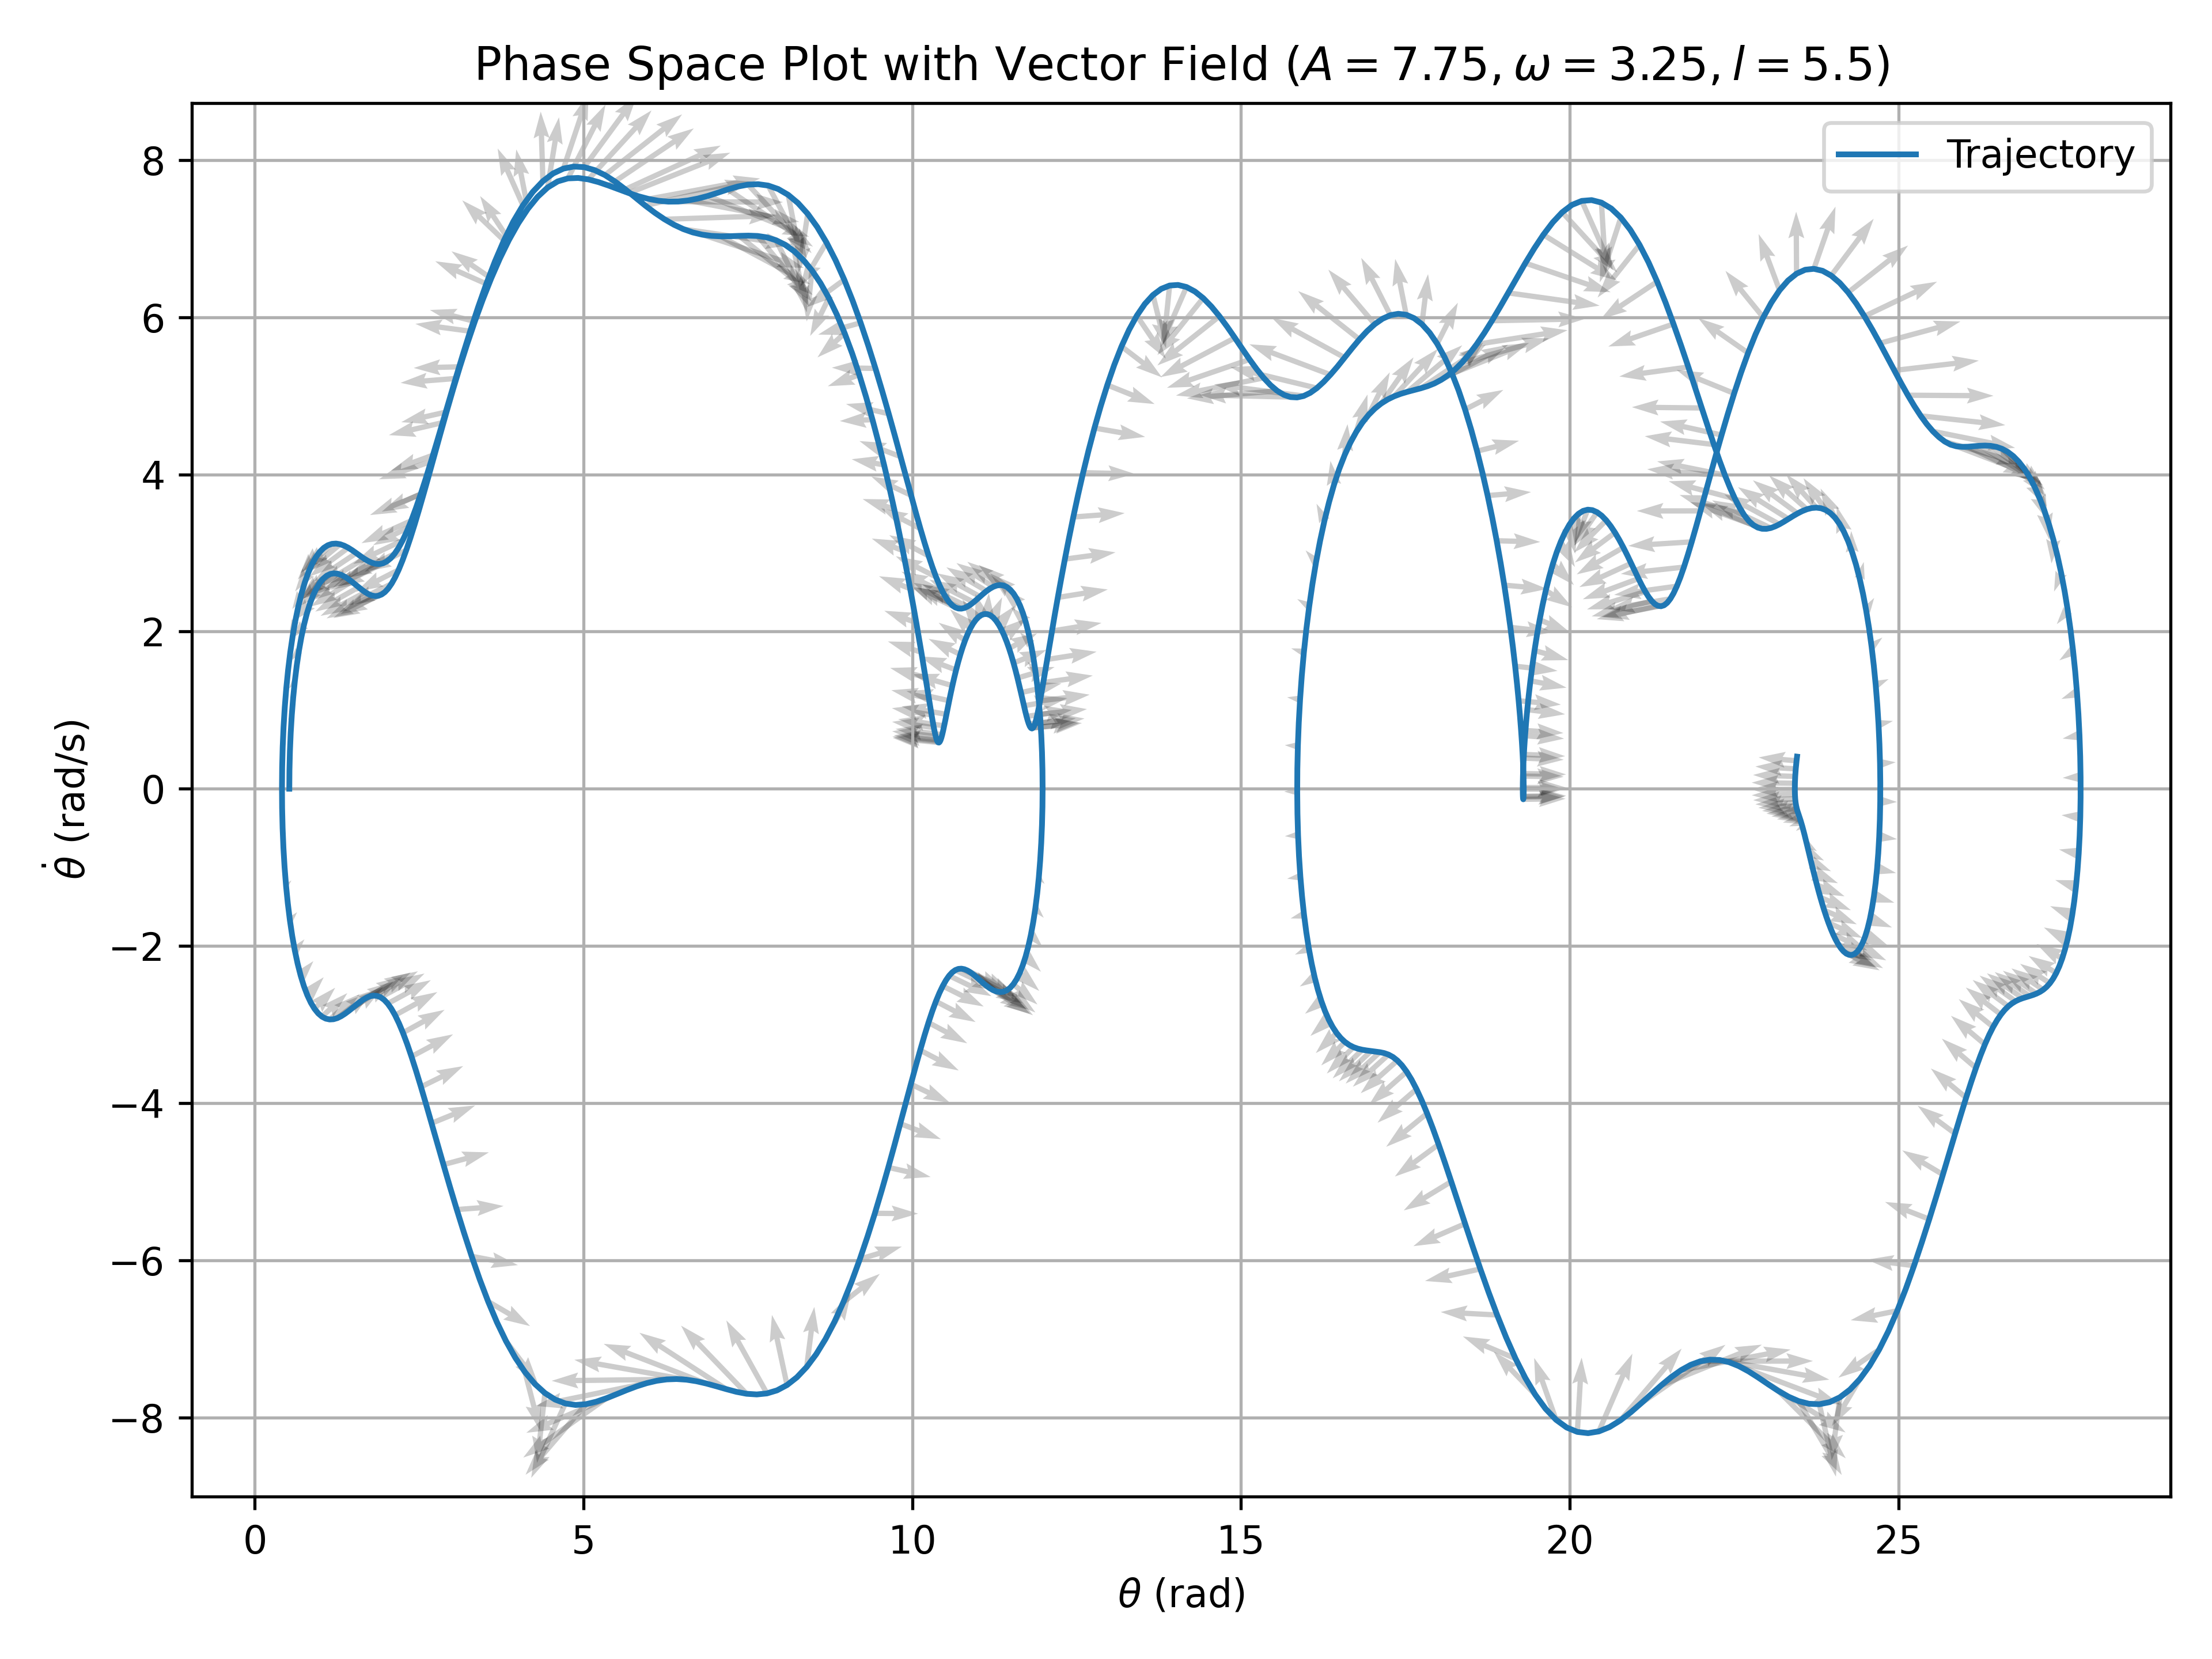 Phase Space Plot with Vector Field (A = 7.75, ω = 3.25, l = 5.5)
Trajectory
8
6
4
2
0
−2
−4
−6
−8
θ̇ (rad/s)
0 5 10 15 20 25
θ (rad)